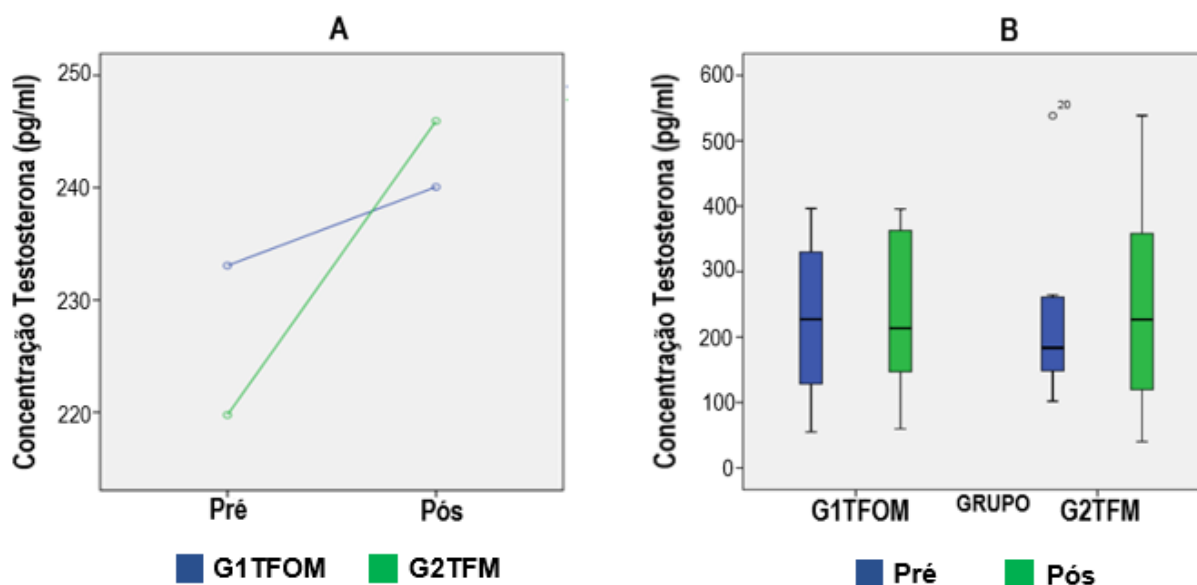 A
Concentração Testosterona (pg/ml)
250
240
230
220
Pré
Pós
G1TFOM
G2TFM
B
Concentração Testosterona (pg/ml)
600
500
400
300
200
100
0
20
G1TFOM
GRUPO
G2TFM
Pré
Pós